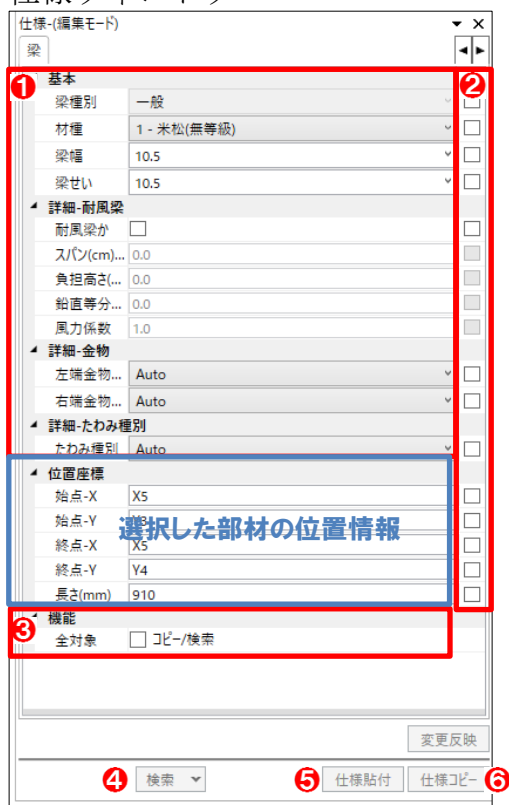 仕様-(編集モード)
梁
❶ 基本 ❷
梁種別 一般
材種 1 - 米松(無等級)
梁幅 10.5
梁せい 10.5
詳細-耐風梁
耐風梁か
スパン(cm)... 0.0
負担高さ(... 0.0
鉛直等分... 0.0
風力係数 1.0
詳細-金物
左端金物... Auto
右端金物... Auto
詳細-たわみ種別
たわみ種別 Auto
位置座標
始点-X X5
始点-Y
選択した部材の位置情報
終点-X X5
終点-Y Y4
長さ(mm) 910
❸ 機能
全対象 コピー/検索
変更反映
❹ 検索 ❺ 仕様貼付 仕様コピー ❻